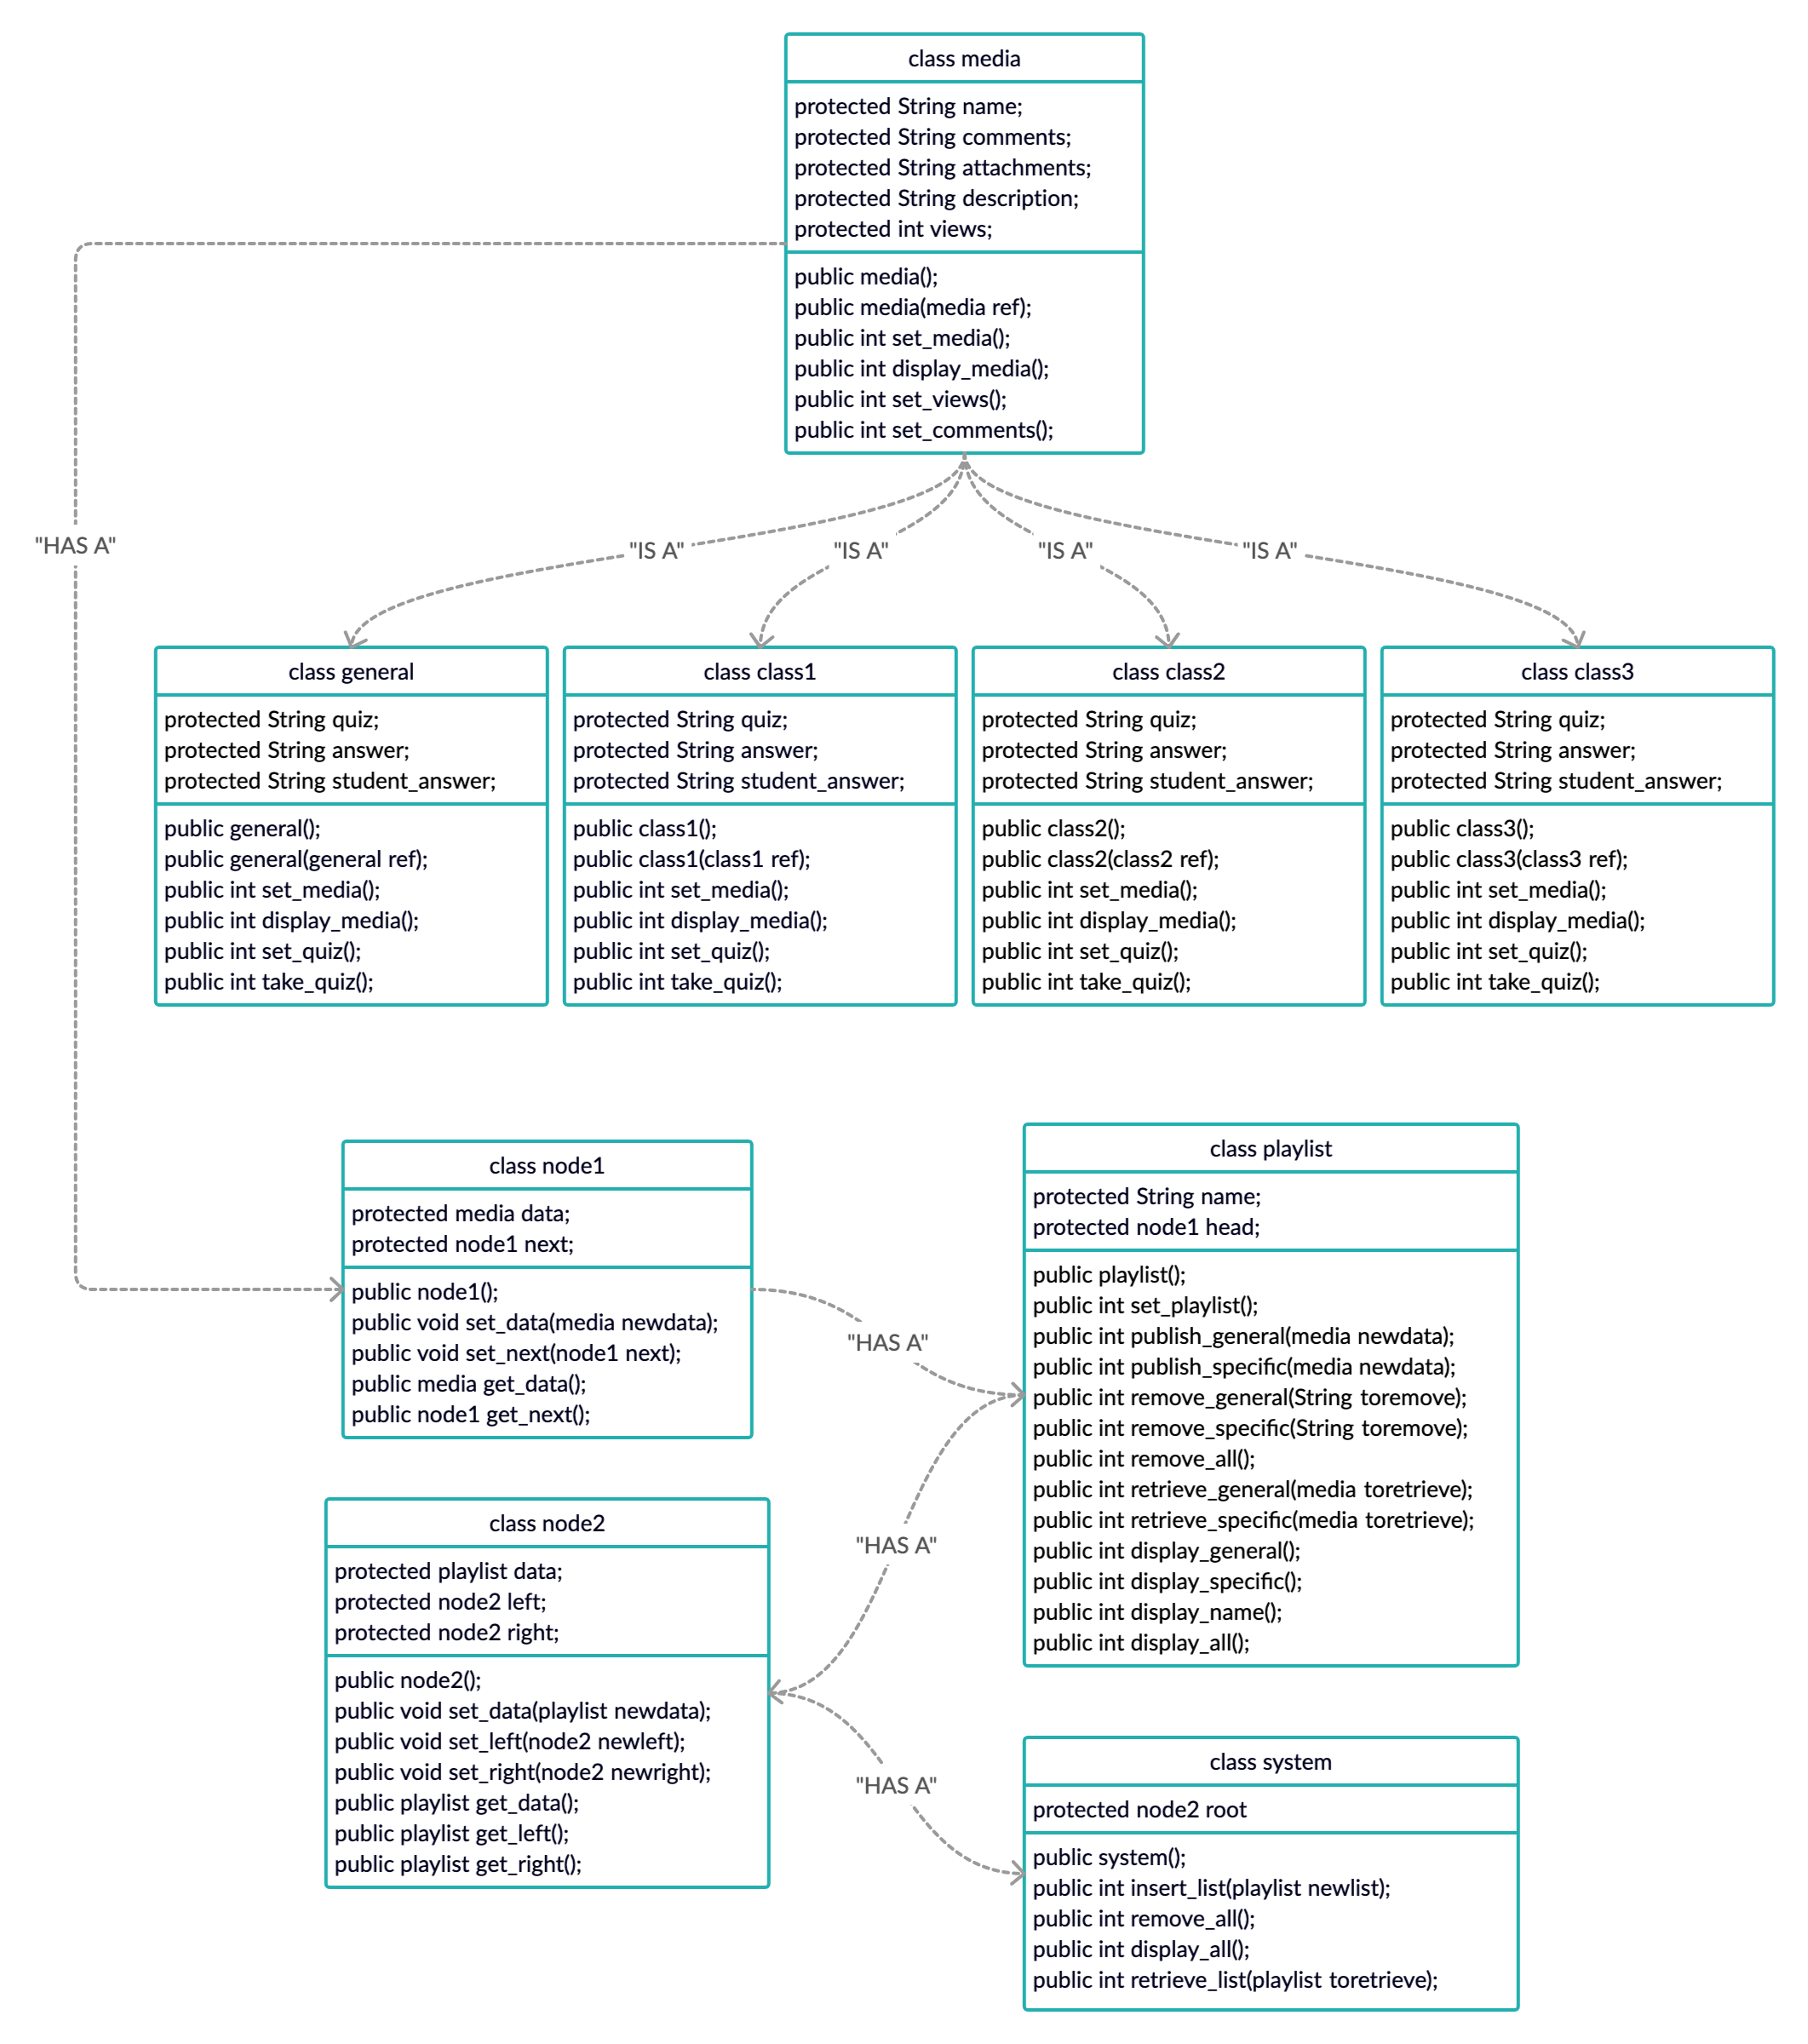 class media
protected String name;
protected String comments;
protected String attachments;
protected String description;
protected int views;
public media();
public media(media ref);
public int set_media();
public int display_media();
public int set_views();
public int set_comments();
"HAS A"
"IS A"
"IS A"
"IS A"
"IS A"
class general
protected String quiz;
protected String answer;
protected String student_answer;
public general();
public general(general ref);
public int set_media();
public int display_media();
public int set_quiz();
public int take_quiz();
class class1
protected String quiz;
protected String answer;
protected String student_answer;
public class1();
public class1(class1 ref);
public int set_media();
public int display_media();
public int set_quiz();
public int take_quiz();
class class2
protected String quiz;
protected String answer;
protected String student_answer;
public class2();
public class2(class2 ref);
public int set_media();
public int display_media();
public int set_quiz();
public int take_quiz();
class class3
protected String quiz;
protected String answer;
protected String student_answer;
public class3();
public class3(class3 ref);
public int set_media();
public int display_media();
public int set_quiz();
public int take_quiz();
class node1
protected media data;
protected node1 next;
public node1();
public void set_data(media newdata);
public void set_next(node1 next);
public media get_data();
public node1 get_next();
"HAS A"
class playlist
protected String name;
protected node1 head;
public playlist();
public int set_playlist();
public int publish_general(media newdata);
public int publish_specific(media newdata);
public int remove_general(String toremove);
public int remove_specific(String toremove);
public int remove_all();
public int retrieve_general(media toretrieve);
public int retrieve_specific(media toretrieve);
public int display_general();
public int display_specific();
public int display_name();
public int display_all();
"HAS A"
class node2
protected playlist data;
protected node2 left;
protected node2 right;
public node2();
public void set_data(playlist newdata);
public void set_left(node2 newleft);
public void set_right(node2 newright);
public playlist get_data();
public playlist get_left();
public playlist get_right();
"HAS A"
class system
protected node2 root
public system();
public int insert_list(playlist newlist);
public int remove_all();
public int display_all();
public int retrieve_list(playlist toretrieve);